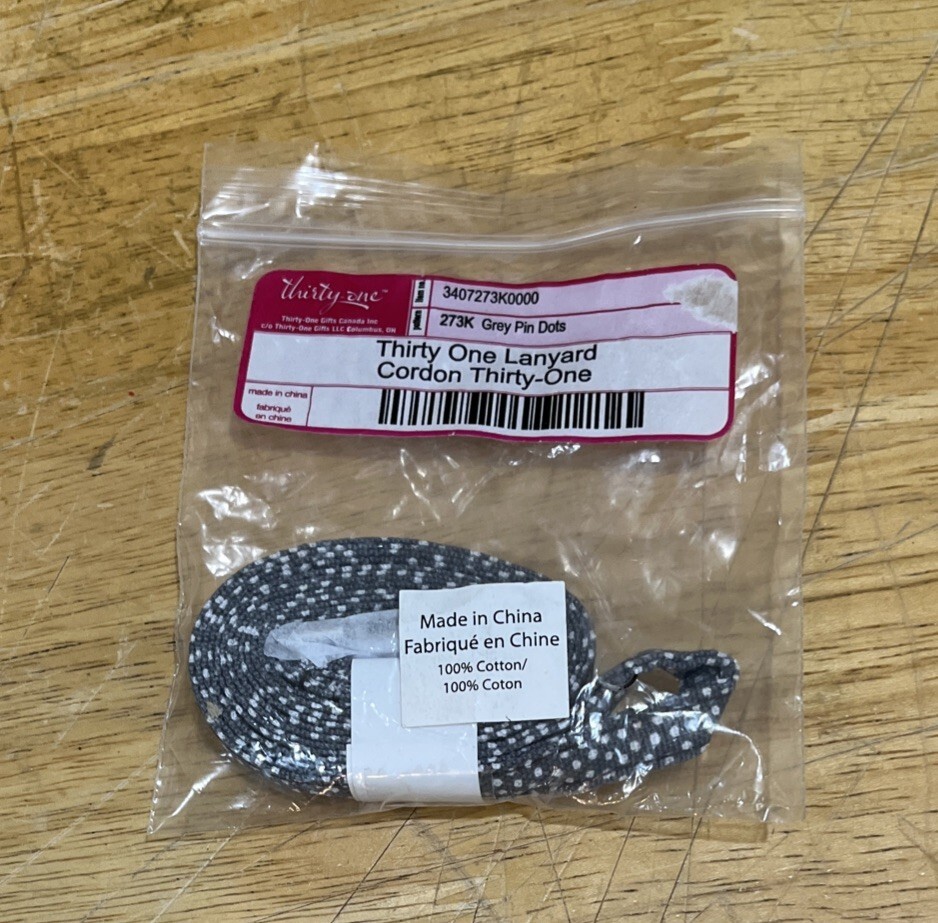 thirty-one™
Thirty-One Gifts Canada Inc
c/o Thirty-One Gifts LLC Columbus, OH
3407273K0000
273K Grey Pin Dots
Thirty One Lanyard
Cordon Thirty-One
made in china
fabriqué
en chine
Made in China
Fabriqué en Chine
100% Cotton/
100% Coton